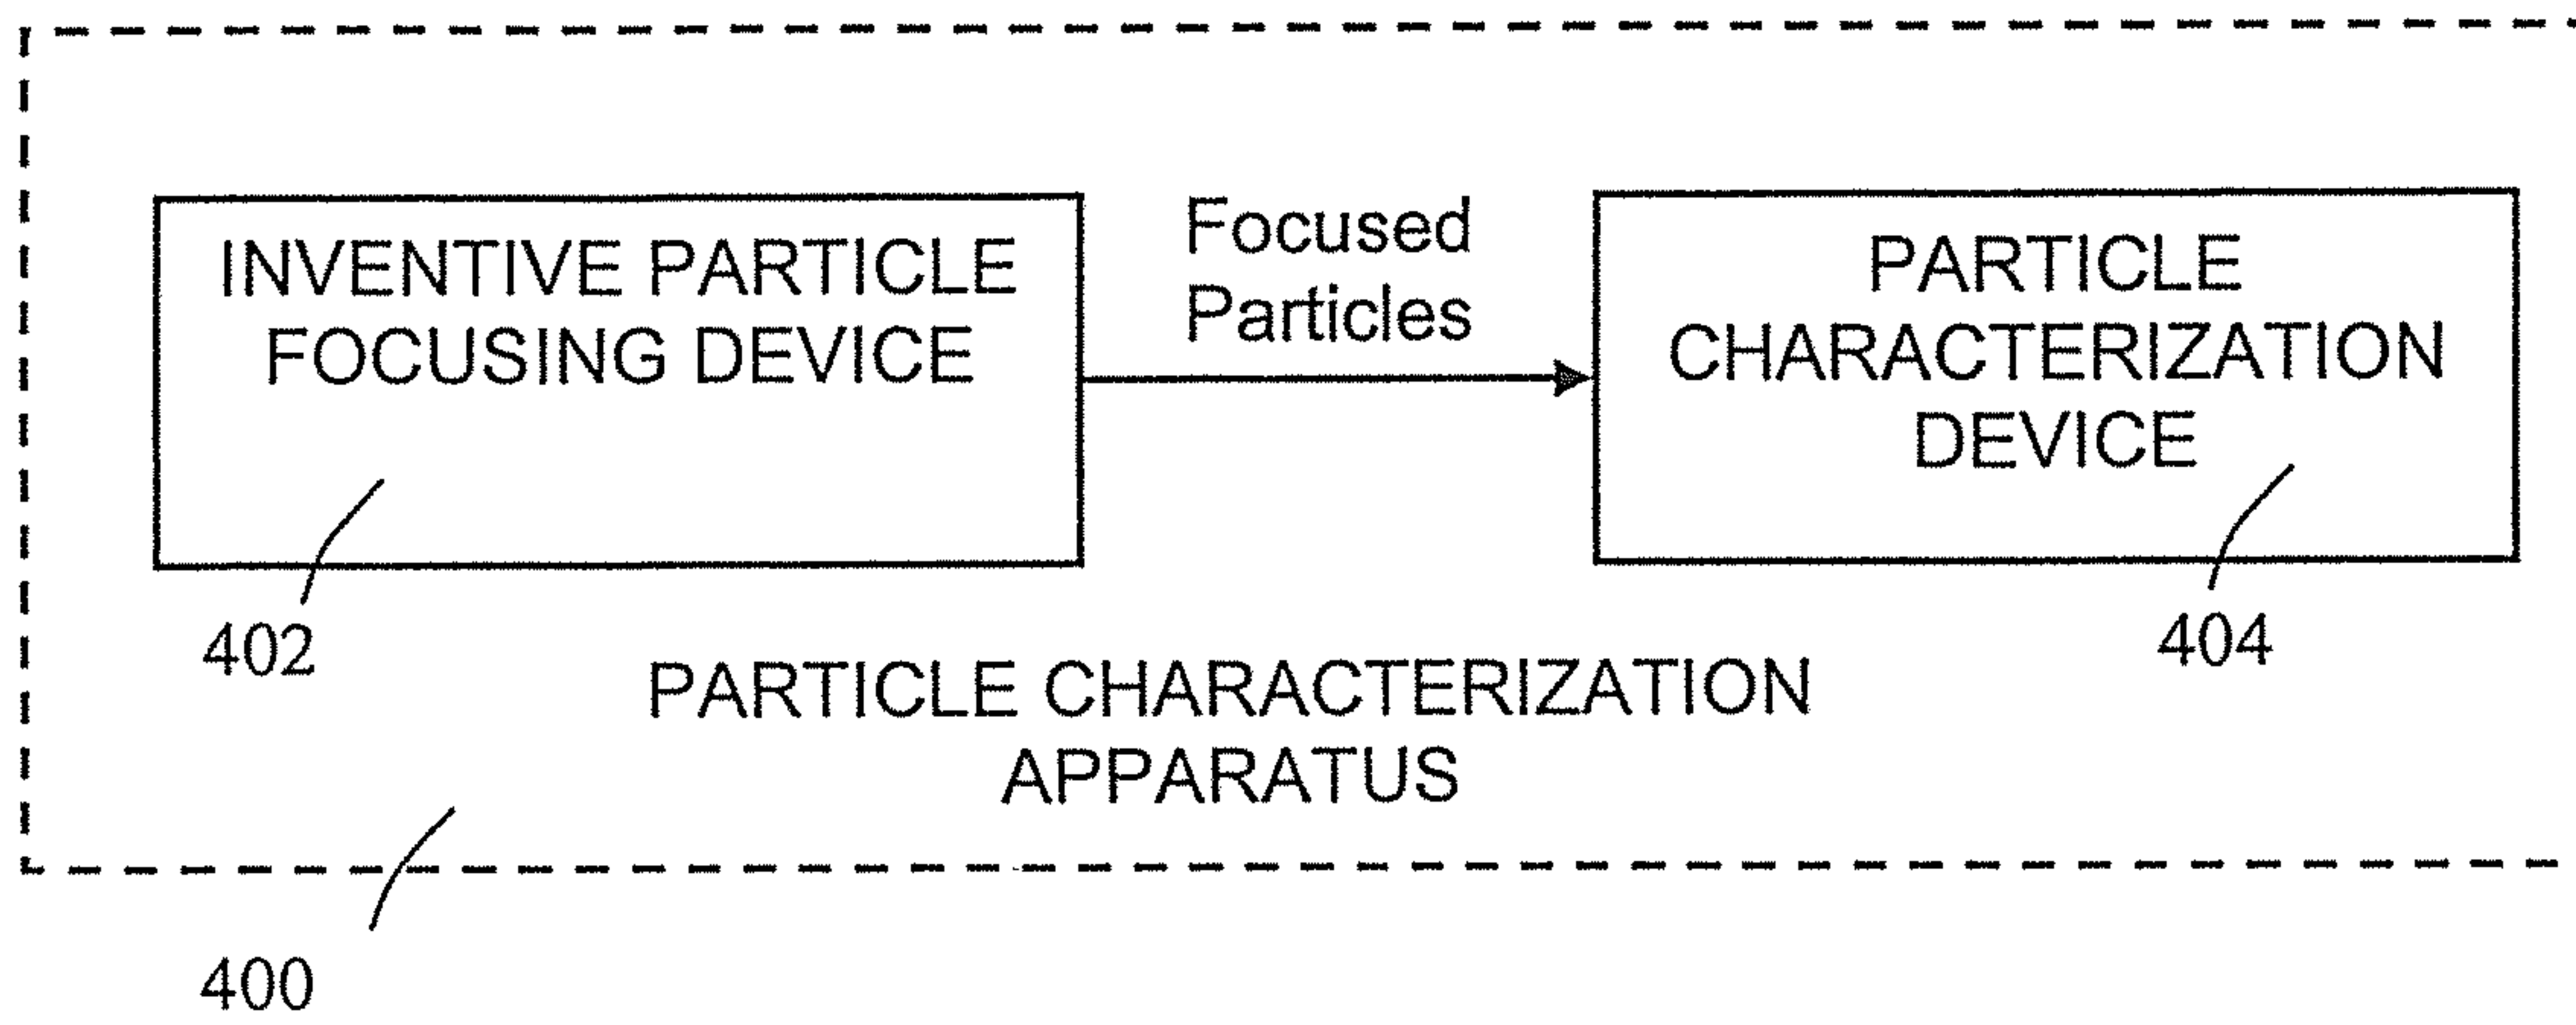 INVENTIVE PARTICLE
FOCUSING DEVICE
402
Focused
Particles
PARTICLE
CHARACTERIZATION
DEVICE
404
PARTICLE CHARACTERIZATION
APPARATUS
400